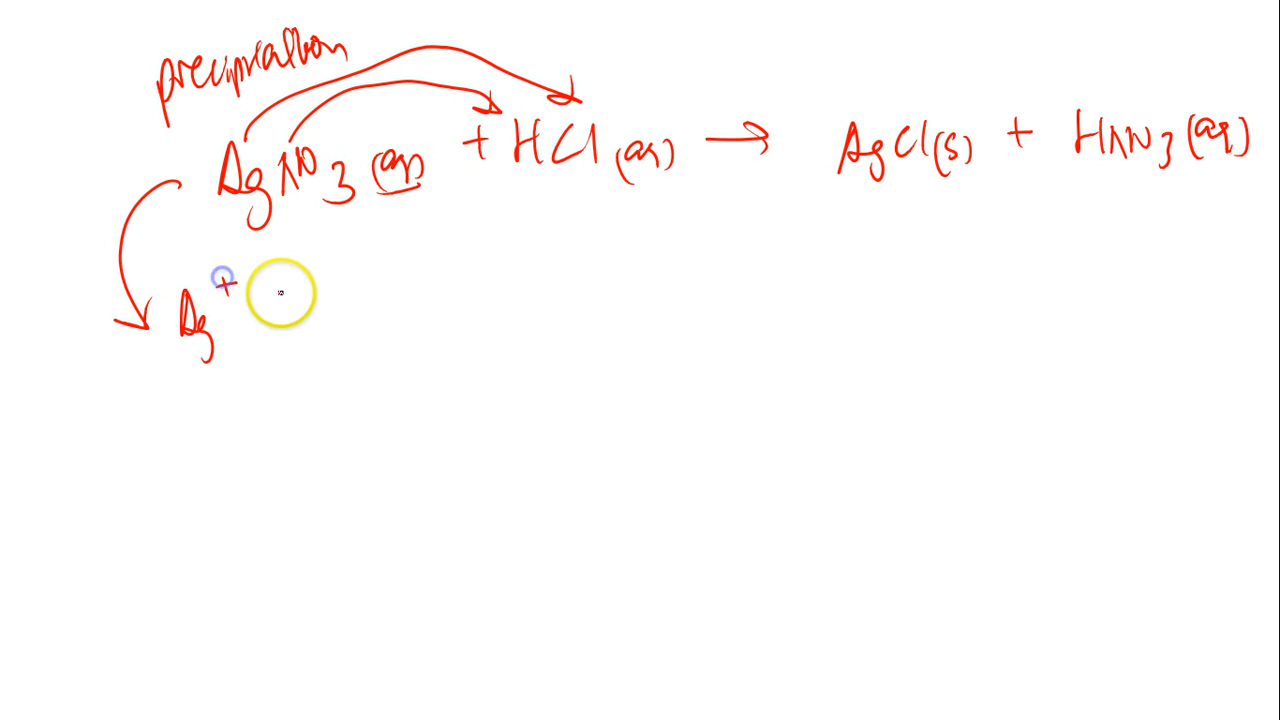 precipitation
AgNO3 (aq) + HCl (aq) → AgCl(s) + HNO3 (aq)
Ag+